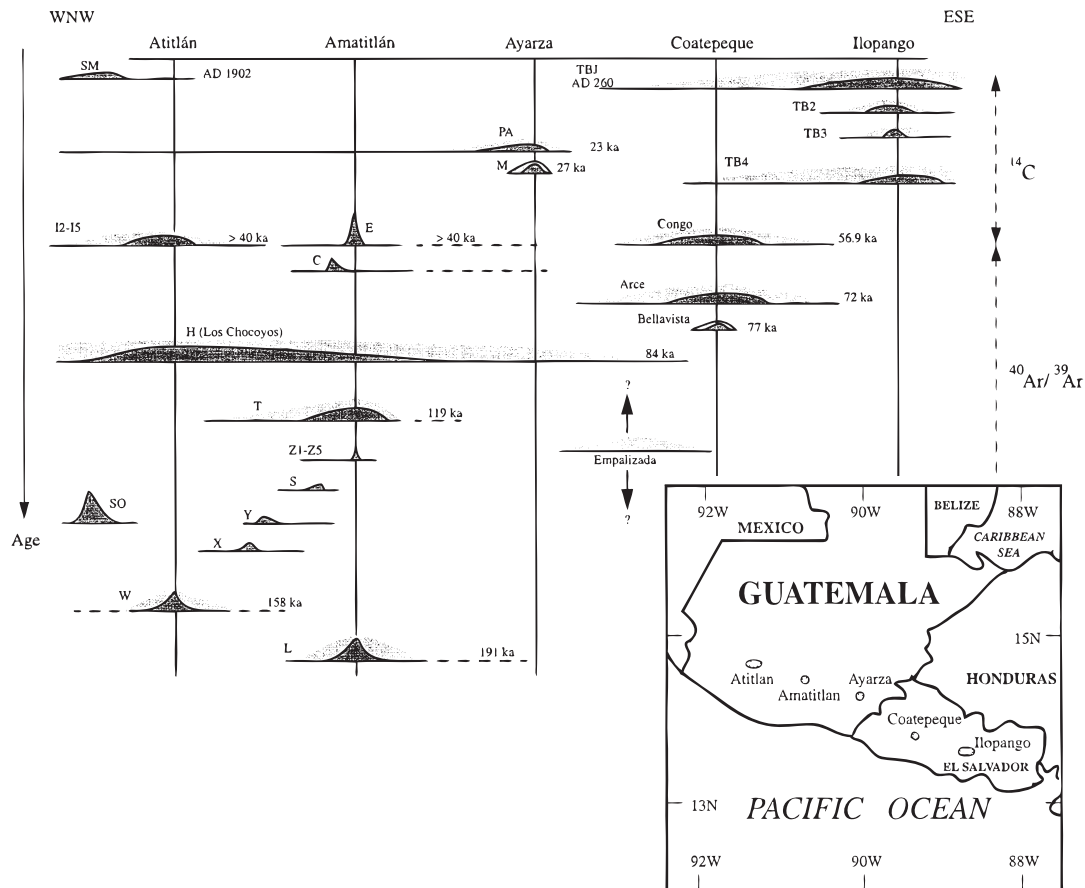 WNW
ESE
Atitlán
Amatitlán
Ayarza
Coatepeque
Ilopango
SM
AD 1902
TBJ
AD 260
TB2
TB3
PA
23 ka
M
27 ka
TB4
14C
I2-I5
> 40 ka
E
> 40 ka
Congo
56.9 ka
C
Arce
72 ka
Bellavista
77 ka
H (Los Chocoyos)
84 ka
40Ar/ 39Ar
T
119 ka
?
Z1-Z5
Empalizada
S
SO
Y
?
Age
X
W
158 ka
L
191 ka
92W
90W
88W
BELIZE
MEXICO
CARIBBEAN
SEA
GUATEMALA
15N
Atitlan
Amatitlan
Ayarza
HONDURAS
Coatepeque
Ilopango
EL SALVADOR
13N
PACIFIC OCEAN
92W
90W
88W